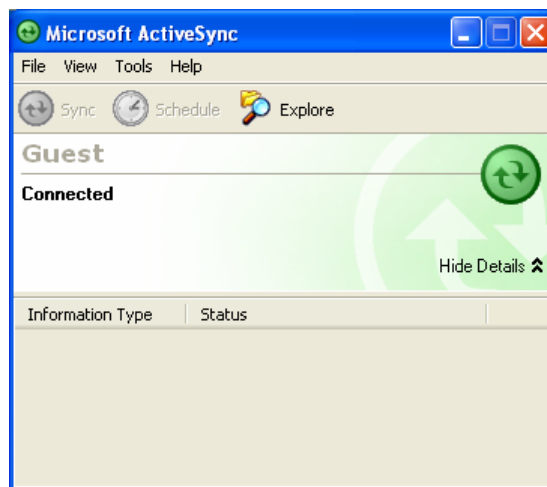 Microsoft ActiveSync
File View Tools Help
Sync Schedule Explore
Guest
Connected
Hide Details
Information Type Status